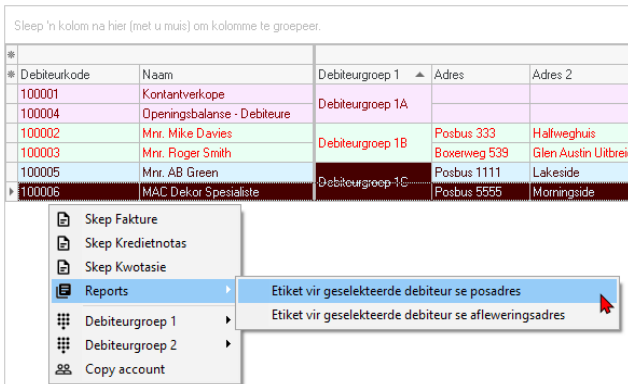 Sleep 'n kolom na hier (met u muis) om kolomme te groepeer.
Debiteurkode Naam Debiteurgroep 1 Adres Adres 2
100001 Kontantverkope
Debiteurgroep 1A
100004 Openingsbalanse - Debiteure
100002 Mnr. Mike Davies Posbus 333 Halfweghuis
Debiteurgroep 1B
100003 Mnr. Roger Smith Boxerweg 539 Glen Austin Uitbrei
100005 Mnr. AB Green Posbus 1111 Lakeside
Debiteurgroep 1C
100006 MAC Dekor Spesialiste Posbus 5555 Morningside
Skep Fakture
Skep Kredietnotas
Skep Kwotasie
Reports
Etiket vir geselekteerde debiteur se posadres
Etiket vir geselekteerde debiteur se afleweringsadres
Debiteurgroep 1
Debiteurgroep 2
Copy account